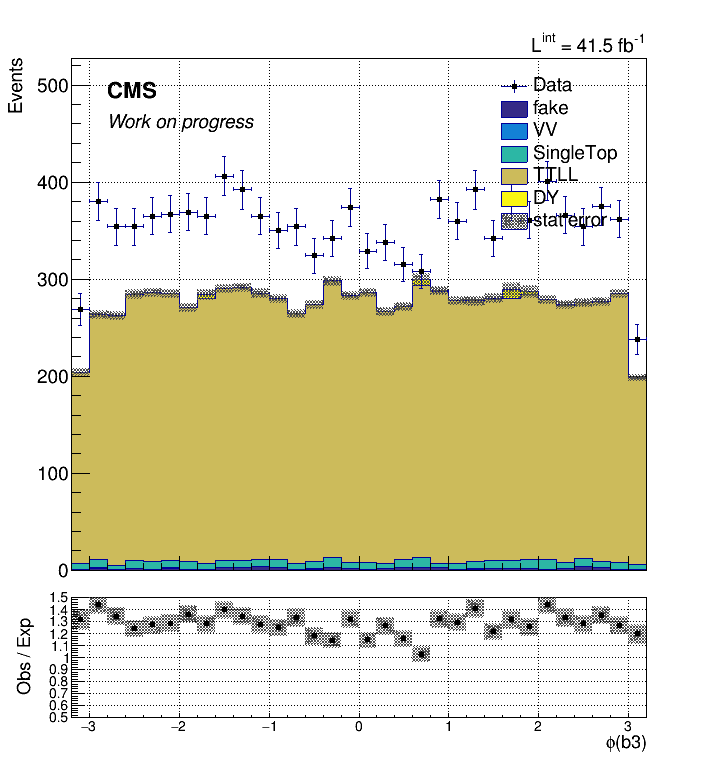 L^int = 41.5 fb^-1
Events
500
400
300
200
100
0
CMS
Work on progress
Data
fake
VV
SingleTop
TTLL
DY
stat error
Obs / Exp
1.5
1.4
1.3
1.2
1.1
1
0.9
0.8
0.7
0.6
0.5
−3 −2 −1 0 1 2 3
ϕ(b3)